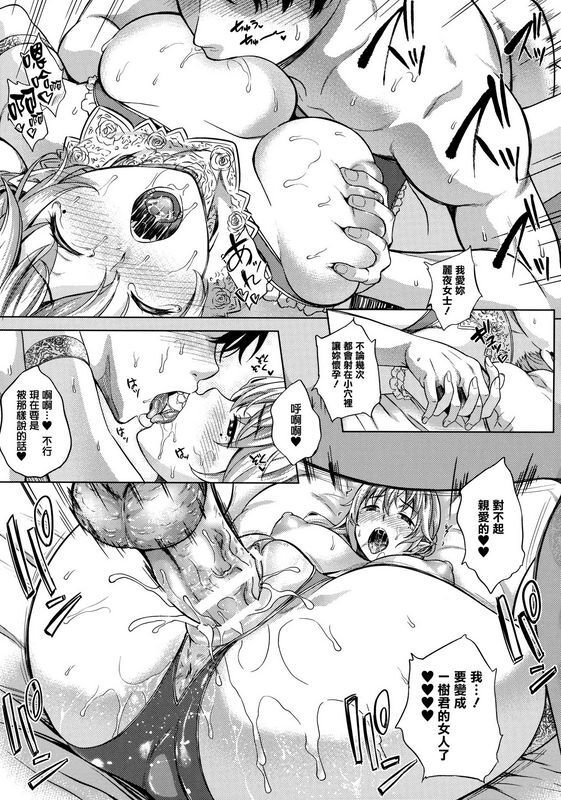 我愛妳
麗夜女士！
不論幾次
都會射在小穴裡
讓妳懷孕！
呼啊啊♥
啊啊…♥ 不行
現在要是
被那樣說的話♥
對不起
親愛的♥♥
我…！
要變成
一樹君的女人了
♥♥♥♥